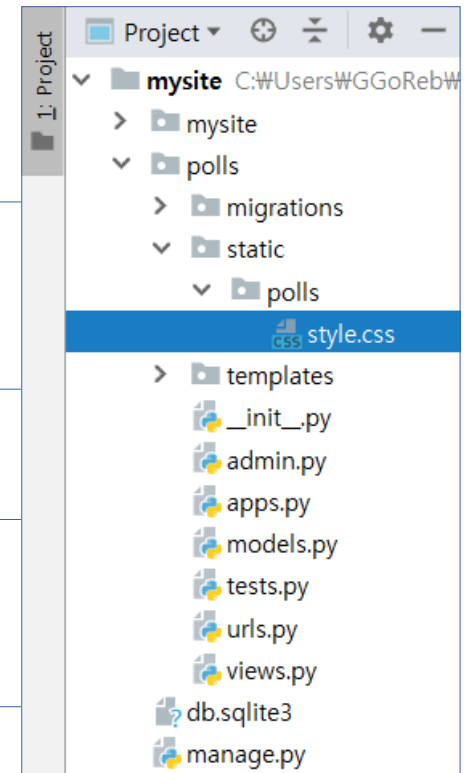 1: Project
Project
mysite C:₩Users₩GGoReb₩
mysite
polls
migrations
static
polls
CSS style.css
templates
__init__.py
admin.py
apps.py
models.py
tests.py
urls.py
views.py
? db.sqlite3
manage.py